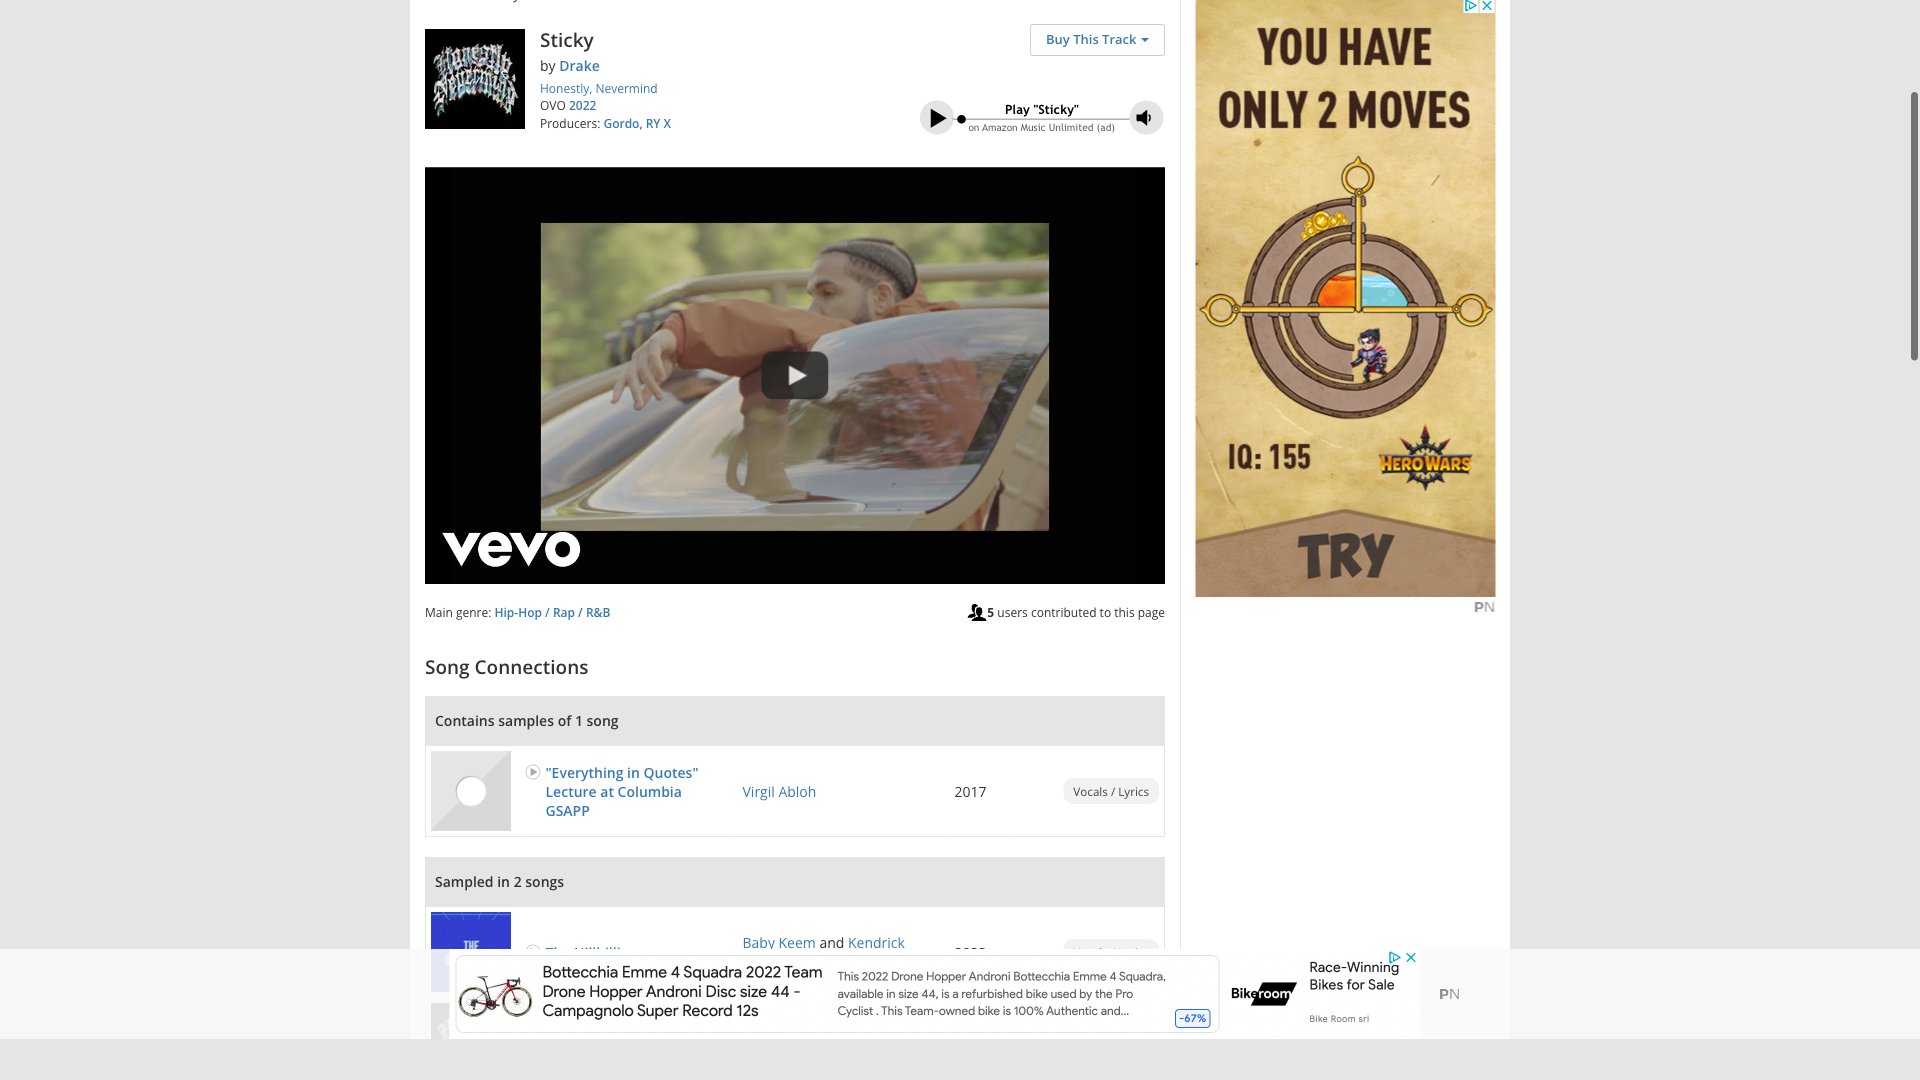 Sticky
by Drake
Honestly, Nevermind
OVO 2022
Producers: Gordo, RY X
Buy This Track
Play "Sticky"
on Amazon Music Unlimited (ad)
Honestly
Nevermind
vevo
Main genre: Hip-Hop / Rap / R&B
5 users contributed to this page
Song Connections
Contains samples of 1 song
"Everything in Quotes"
Lecture at Columbia
GSAPP
Virgil Abloh
2017
Vocals / Lyrics
Sampled in 2 songs
THE
Baby Keem and Kendrick
YOU HAVE
ONLY 2 MOVES
IQ: 155
HERO WARS
TRY
PN
Bottecchia Emme 4 Squadra 2022 Team
Drone Hopper Androni Disc size 44 -
Campagnolo Super Record 12s
This 2022 Drone Hopper Androni Bottecchia Emme 4 Squadra,
available in size 44, is a refurbished bike used by the Pro
Cyclist . This Team-owned bike is 100% Authentic and...
-67%
Bikeroom
Race-Winning
Bikes for Sale
Bike Room srl
PN